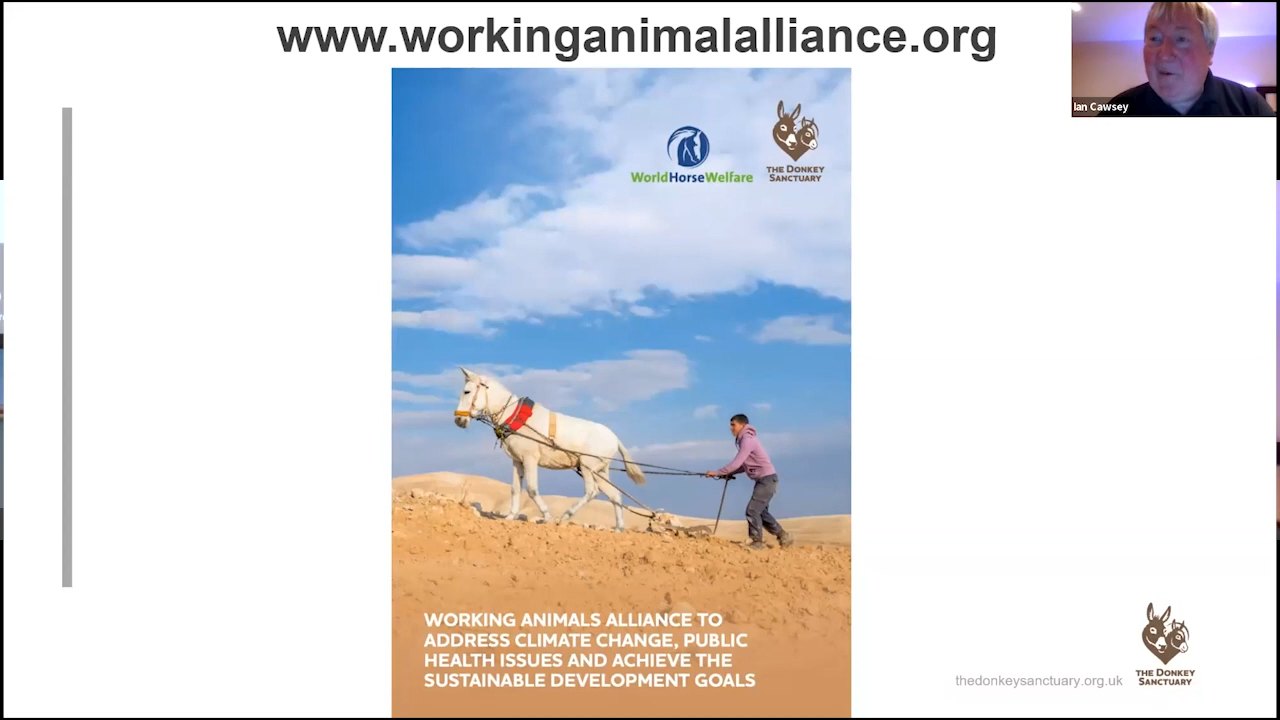 www.workinganimalalliance.org
Ian Cawsey
WorldHorseWelfare
THE DONKEY
SANCTUARY
WORKING ANIMALS ALLIANCE TO
ADDRESS CLIMATE CHANGE, PUBLIC
HEALTH ISSUES AND ACHIEVE THE
SUSTAINABLE DEVELOPMENT GOALS
thedonkeysanctuary.org.uk
THE DONKEY
SANCTUARY